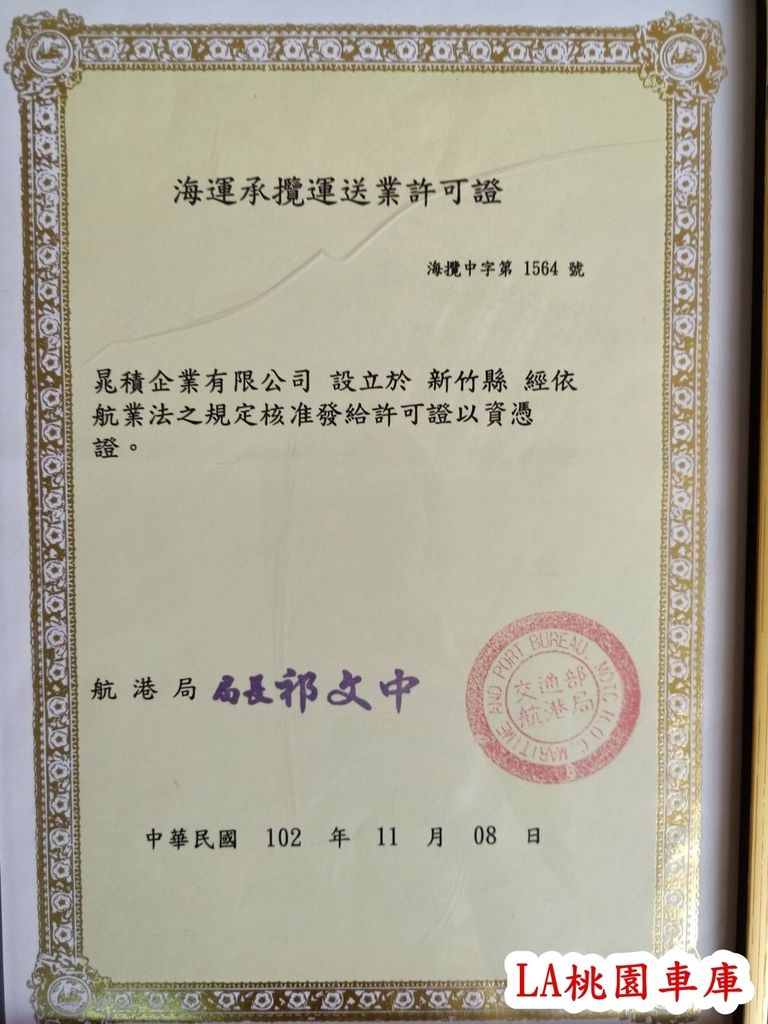 海運承攬運送業許可證
海攬中字第 1564 號
晁積企業有限公司 設立於 新竹縣 經依
航業法之規定核准發給許可證以資憑
證。
航港局 局長祁文中
MARITIME AND PORT BUREAU MOTC R.O.C.
交通部
航港局
中華民國 102 年 11 月 08 日
LA桃園車庫